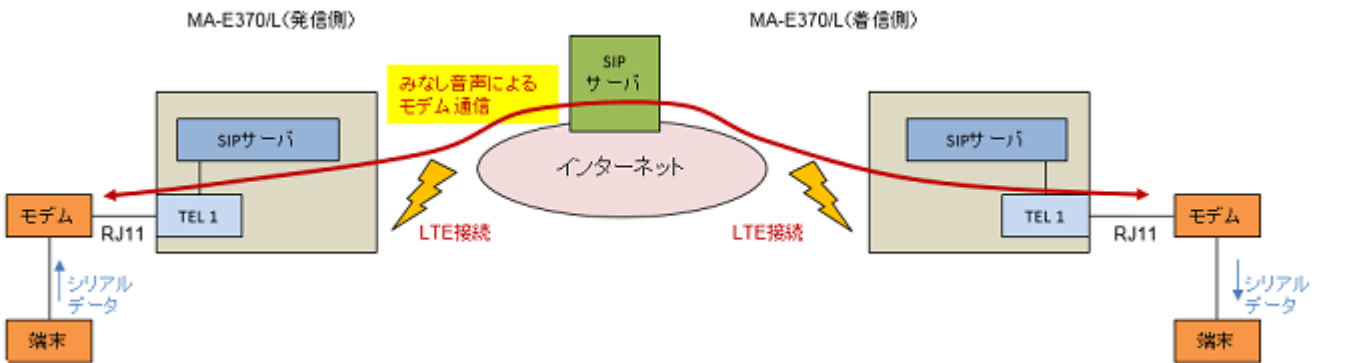 MA-E370/L(発信側)
MA-E370/L(着信側)
SIP
サーバ
みなし音声による
モデム通信
SIPサーバ
SIPサーバ
インターネット
モデム
TEL 1
TEL 1
モデム
RJ11
LTE接続
LTE接続
RJ11
シリアル
データ
シリアル
データ
端末
端末